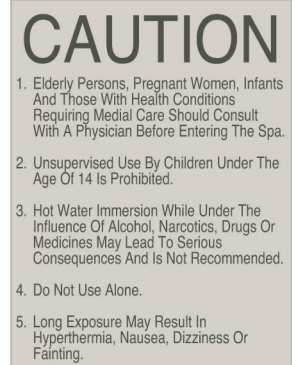 CAUTION
1. Elderly Persons, Pregnant Women, Infants
And Those With Health Conditions
Requiring Medial Care Should Consult
With A Physician Before Entering The Spa.
2. Unsupervised Use By Children Under The
Age Of 14 Is Prohibited.
3. Hot Water Immersion While Under The
Influence Of Alcohol, Narcotics, Drugs Or
Medicines May Lead To Serious
Consequences And Is Not Recommended.
4. Do Not Use Alone.
5. Long Exposure May Result In
Hyperthermia, Nausea, Dizziness Or
Fainting.